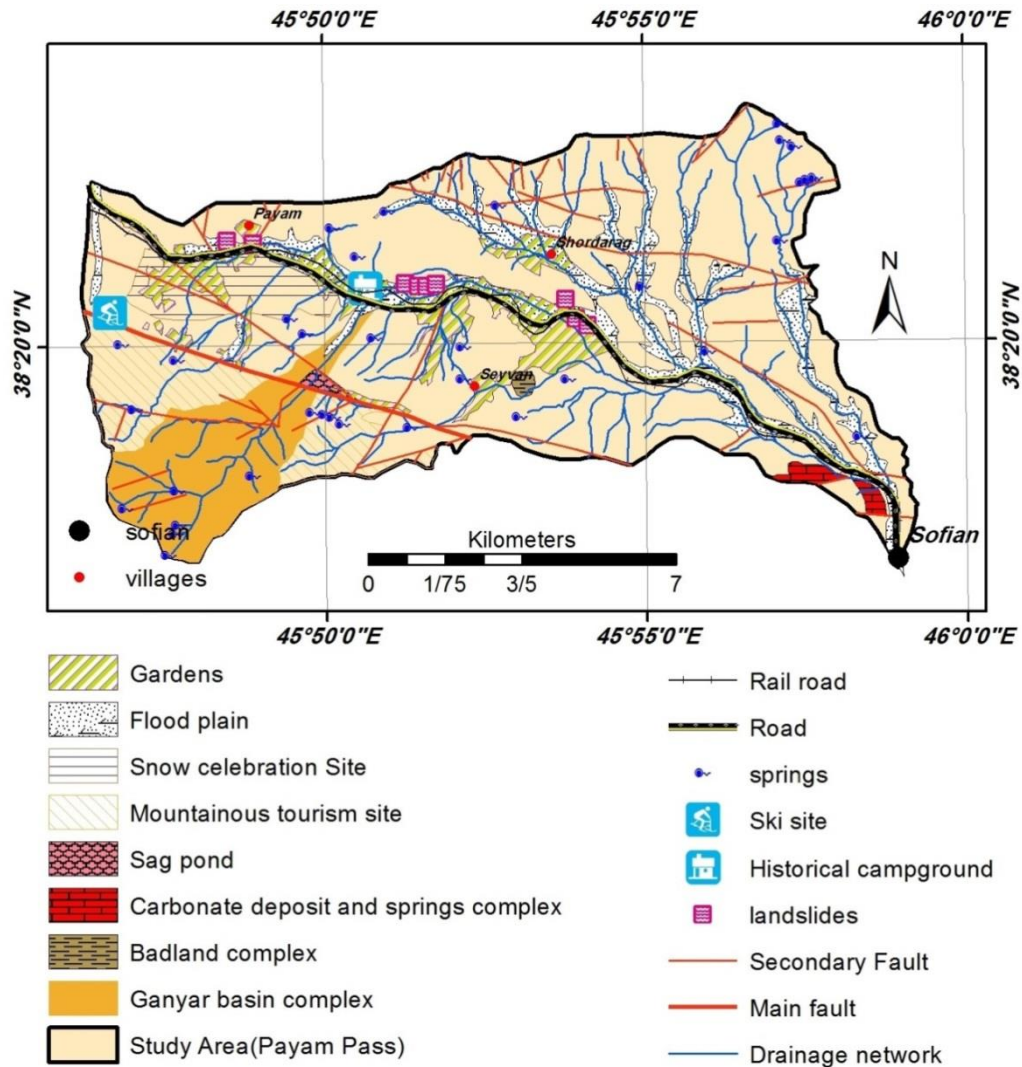 45°50'0"E
45°55'0"E
46°0'0"E
Payam
Shordarag
N
38°20'0"N
38°20'0"N
Seyvan
sofian
villages
Kilometers
0
1/75
3/5
7
Sofian
45°50'0"E
45°55'0"E
46°0'0"E
Gardens
Flood plain
Snow celebration Site
Mountainous tourism site
Sag pond
Carbonate deposit and springs complex
Badland complex
Ganyar basin complex
Study Area(Payam Pass)
Rail road
Road
springs
Ski site
Historical campground
landslides
Secondary Fault
Main fault
Drainage network